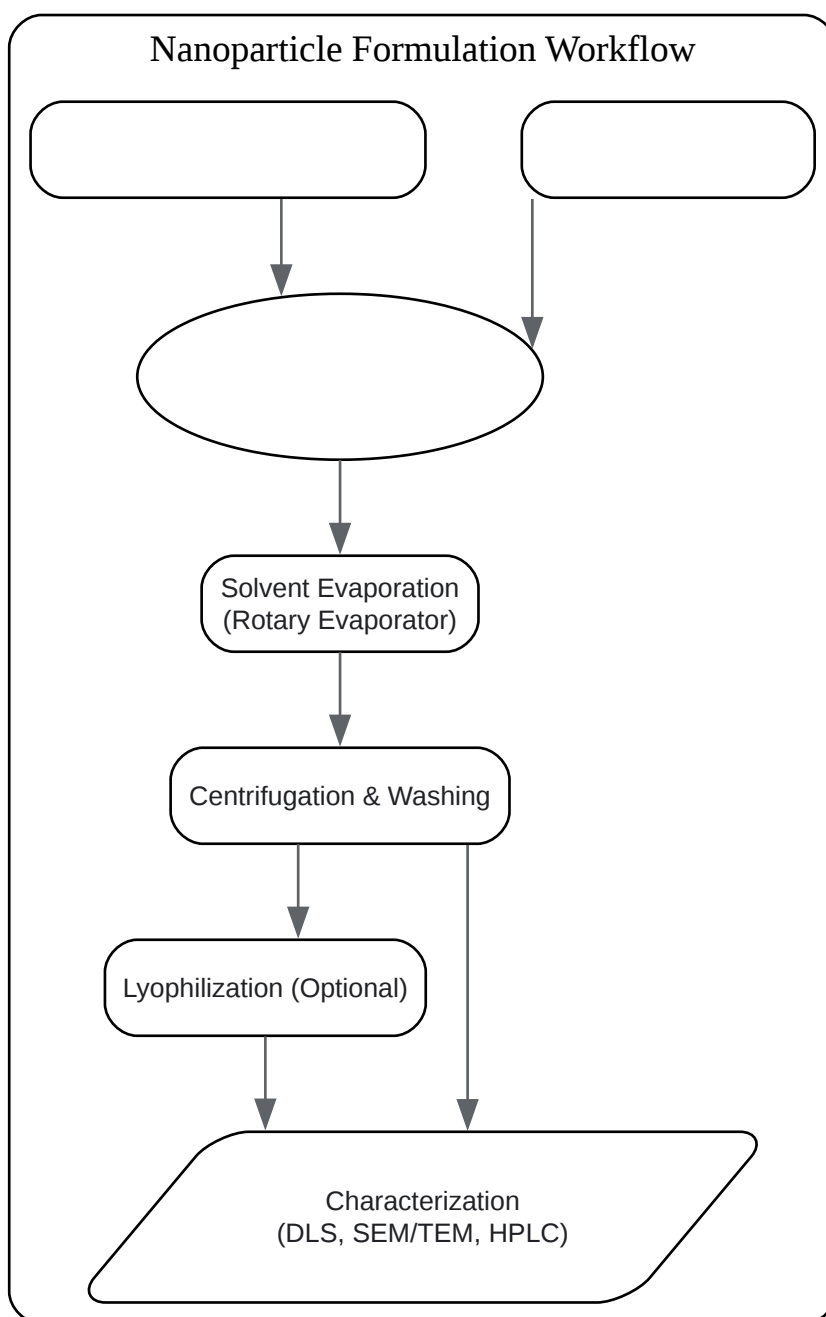 Nanoparticle Formulation Workflow
Solvent Evaporation
(Rotary Evaporator)
Centrifugation & Washing
Lyophilization (Optional)
Characterization
(DLS, SEM/TEM, HPLC)